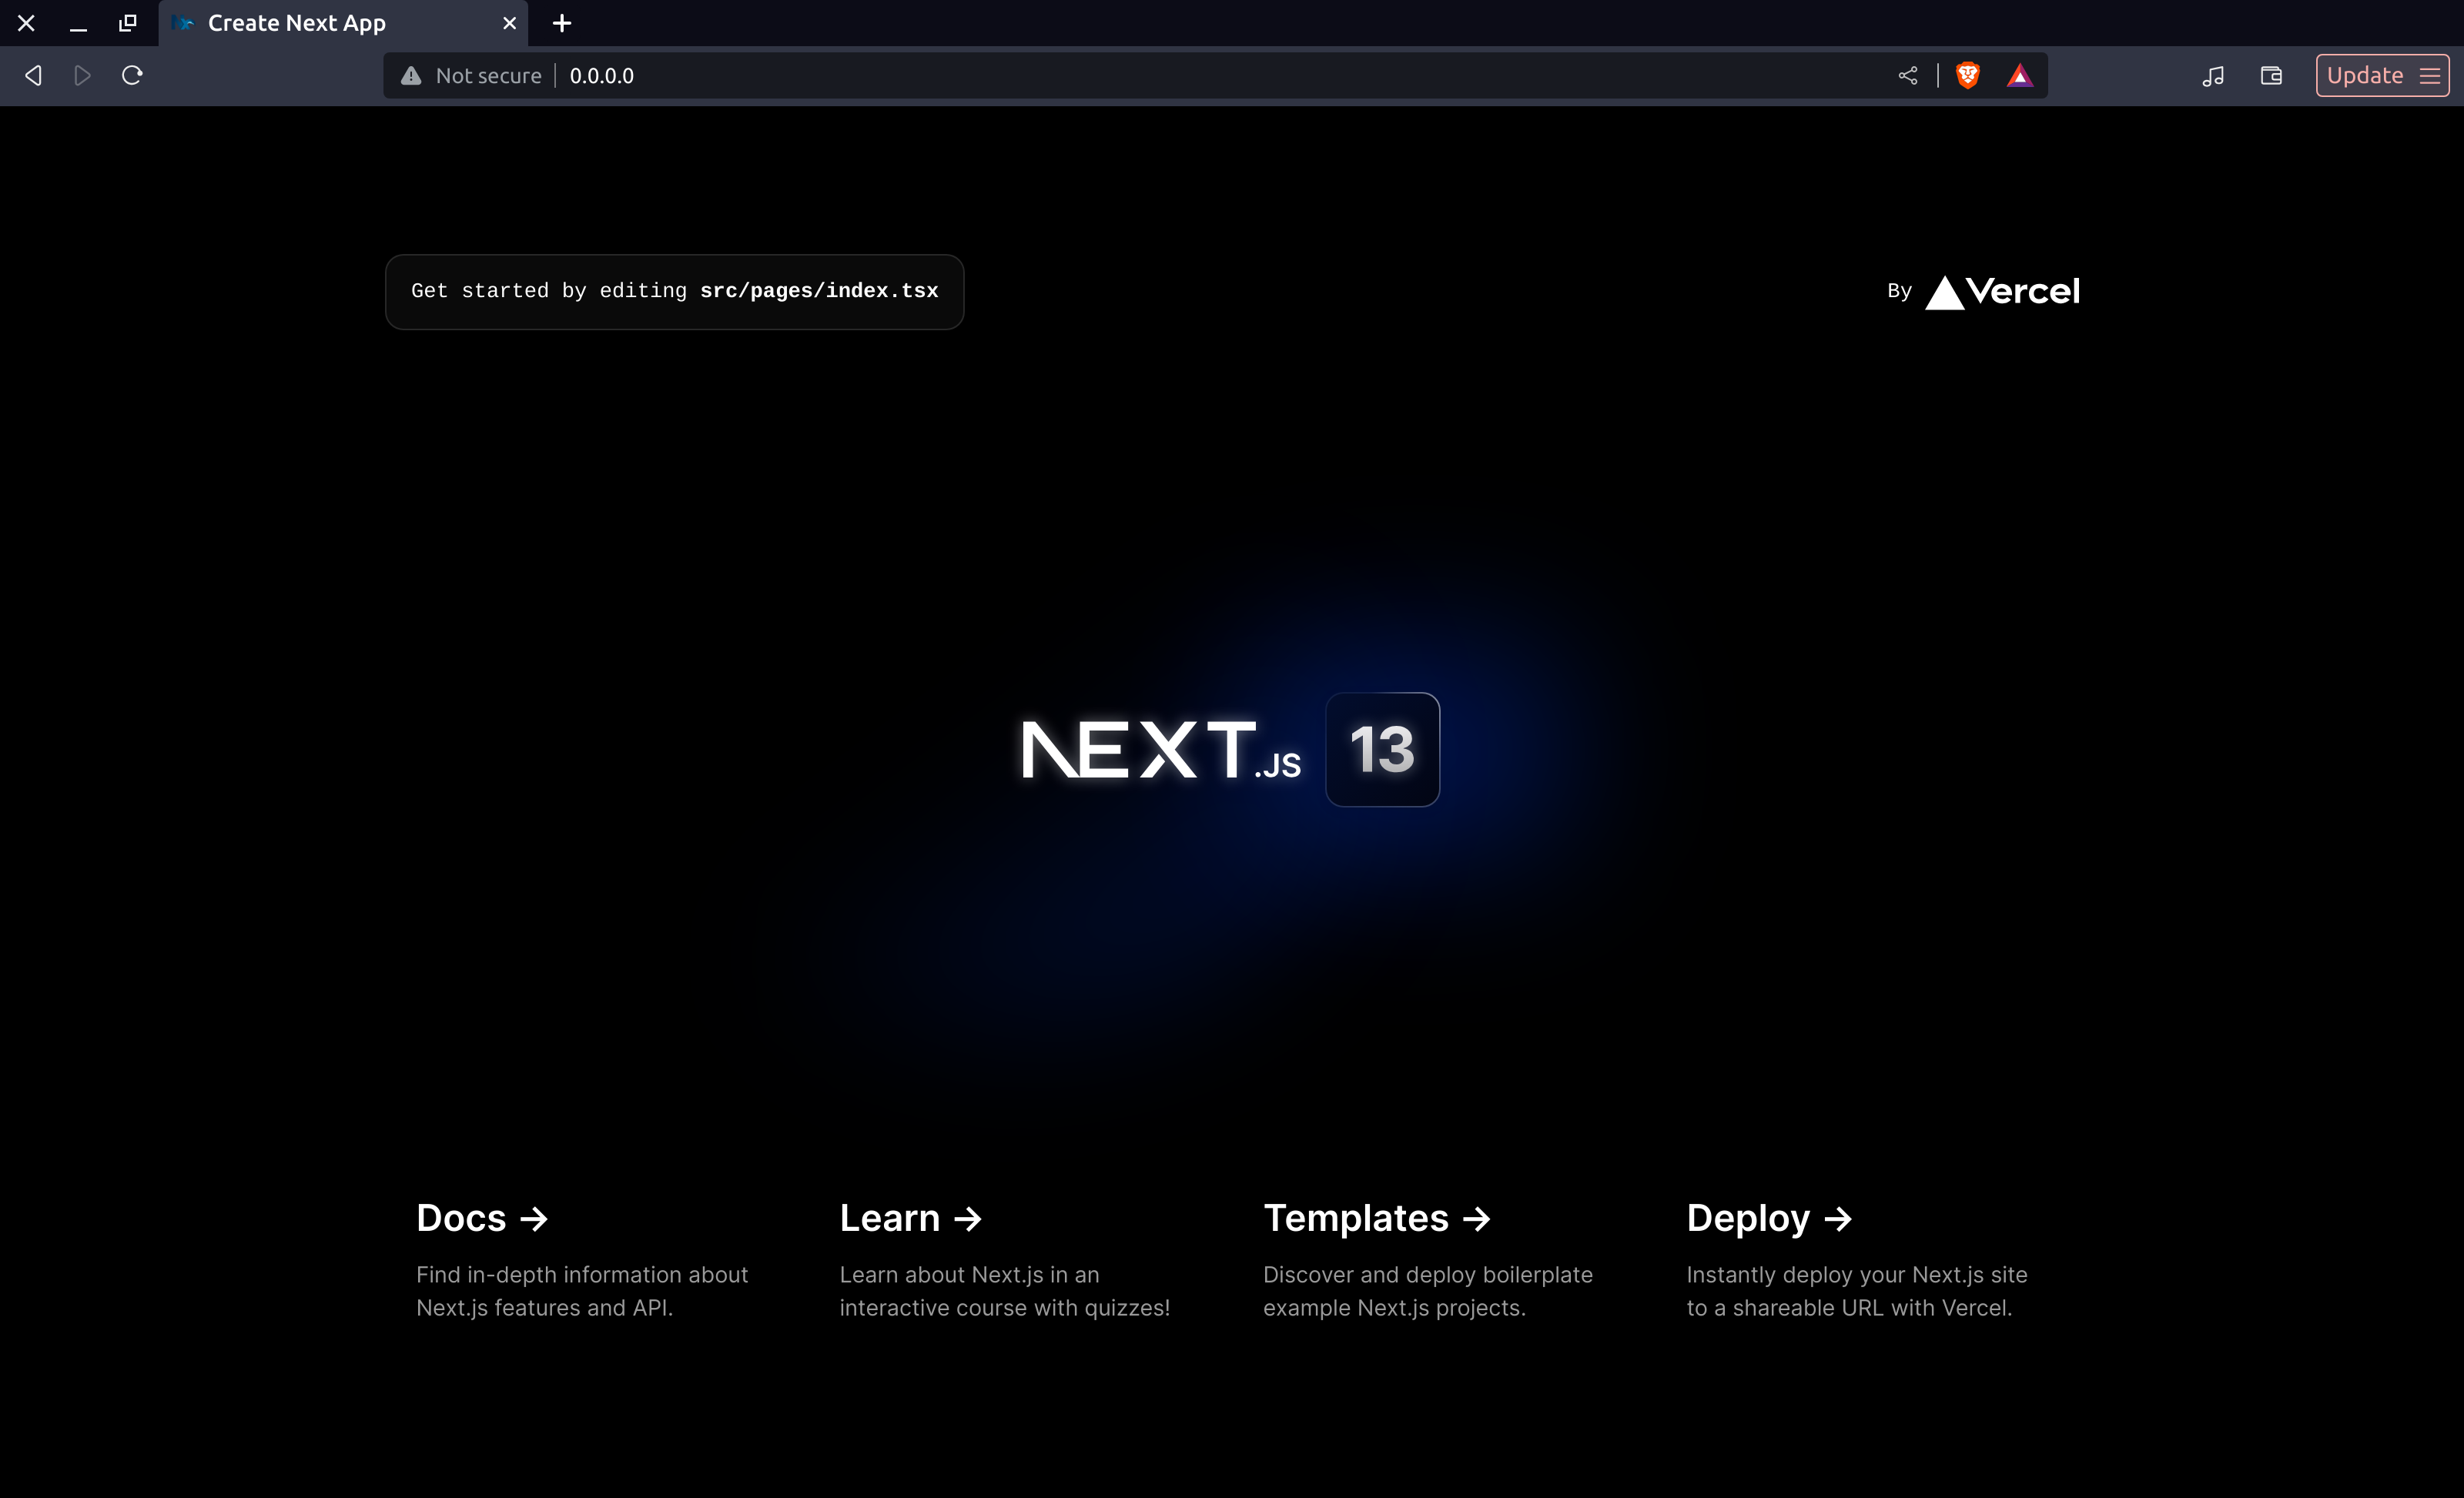 Create Next App
Not secure
0.0.0.0
Update
Get started by editing src/pages/index.tsx
By Vercel
NEXT.JS 13
Docs →
Find in-depth information about
Next.js features and API.
Learn →
Learn about Next.js in an
interactive course with quizzes!
Templates →
Discover and deploy boilerplate
example Next.js projects.
Deploy →
Instantly deploy your Next.js site
to a shareable URL with Vercel.